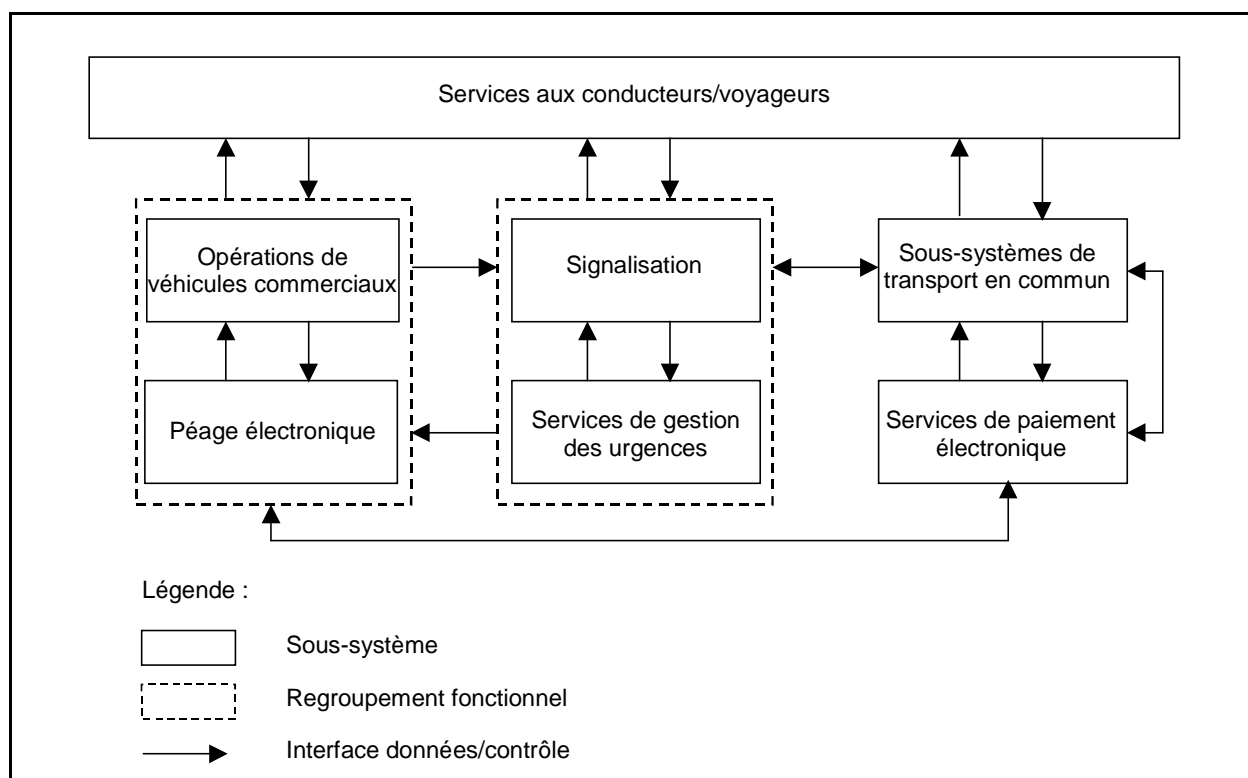 Services aux conducteurs/voyageurs
Opérations de
véhicules commerciaux
Signalisation
Sous-systèmes de
transport en commun
Péage électronique
Services de gestion
des urgences
Services de paiement
électronique
Légende :
Sous-système
Regroupement fonctionnel
Interface données/contrôle